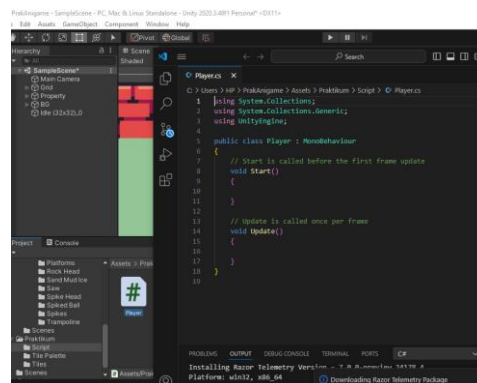 PrakAnigame - SampleScene - PC, Mac & Linux Standalone - Unity 2020.3.48f1 Personal* <DX11>
Edit Assets GameObject Component Window Help
Pivot Global
Search
Hierarchy
Scene
All
Shaded
SampleScene*
Main Camera
Grid
Property
BG
Idle (32x32)_0
Player.cs
C: > Users > HP > PrakAnigame > Assets > Praktikum > Script > Player.cs
1 using System.Collections;
2 using System.Collections.Generic;
3 using UnityEngine;
4
5 public class Player : MonoBehaviour
6 {
7 // Start is called before the first frame update
8 void Start()
9 {
10
11 }
12
13 // Update is called once per frame
14 void Update()
15 {
16
17 }
18 }
19
Project Console
Platforms
Rock Head
Sand Mud Ice
Saw
Spike Head
Spiked Ball
Spikes
Trampoline
Scenes
Praktikum
Script
Tile Palette
Tiles
Scenes
Assets > Prak
#
Player
Assets/Pra
PROBLEMS OUTPUT DEBUG CONSOLE TERMINAL PORTS C#
Installing Razor Telemetry Version
Platform: win32, x86_64
Downloading Razor Telemetry Package